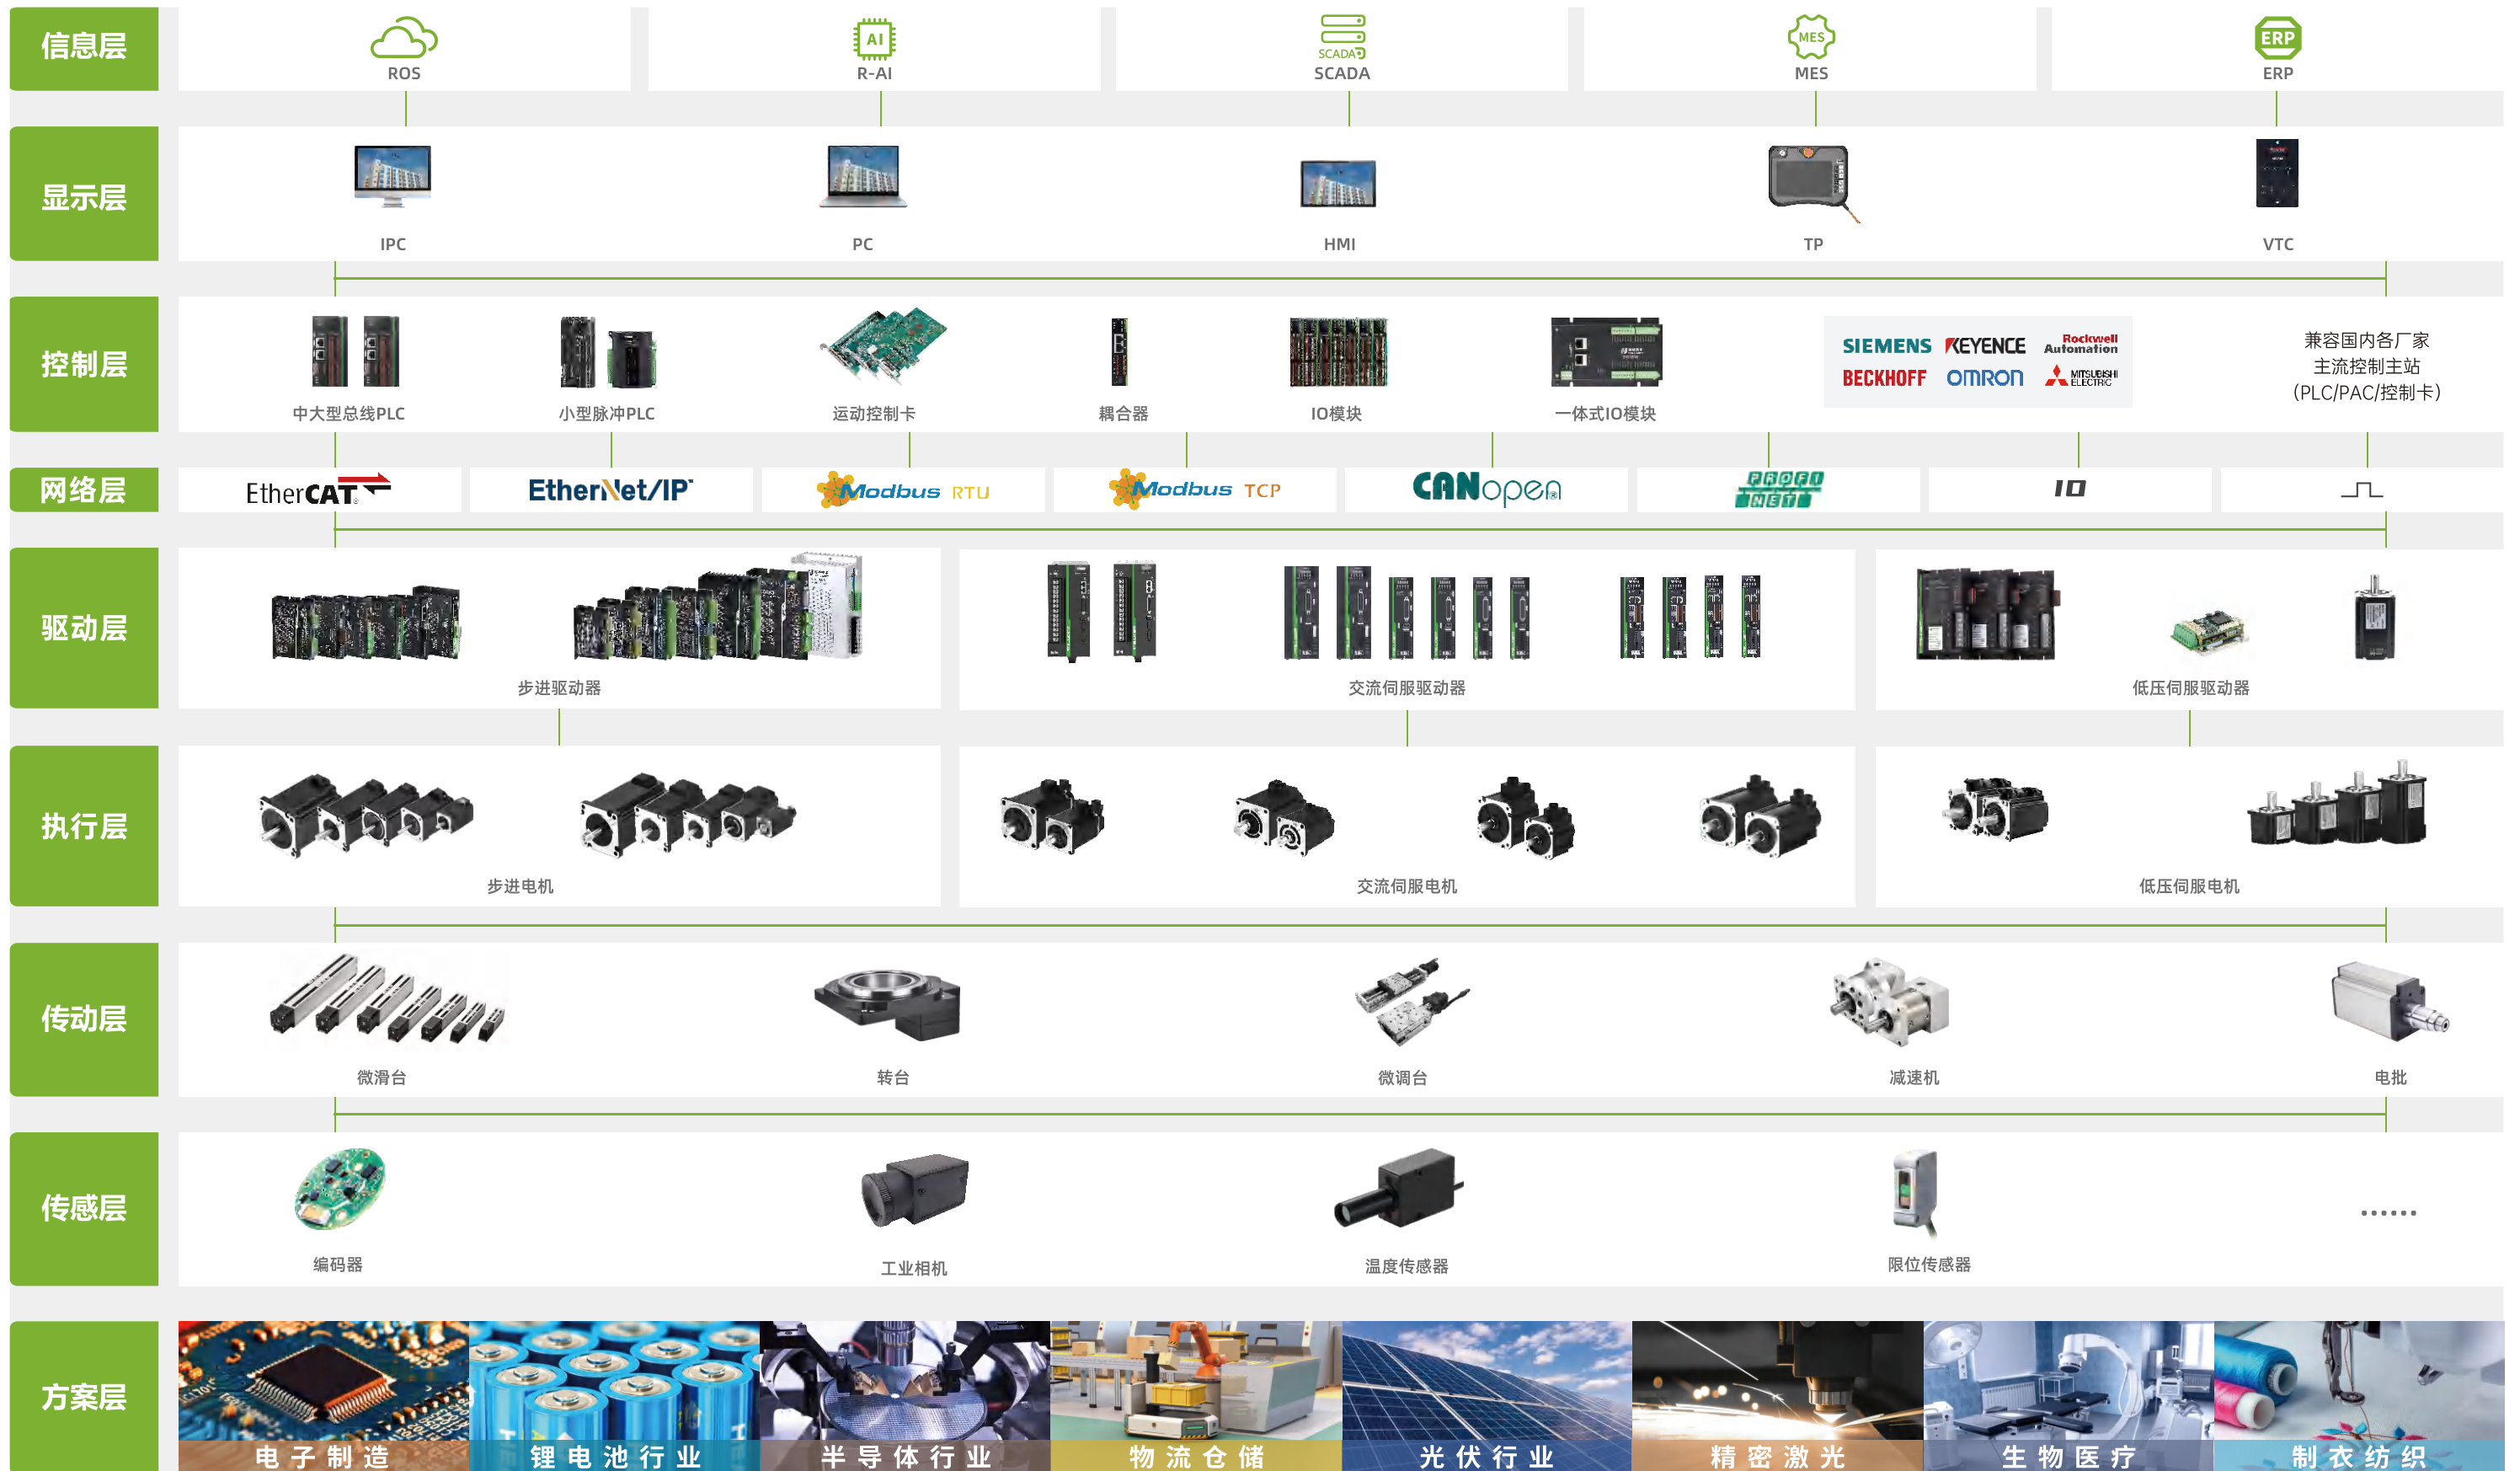 信息层
AI
SCADA
MES
ERP
ROS
R-AI
SCADA
MES
ERP
显示层
IPC
PC
HMI
TP
VTC
控制层
SIEMENS
KEYENCE
Rockwell
Automation
BECKHOFF
OMRON
MITSUBISHI
ELECTRIC
兼容国内各厂家
主流控制主站
（PLC/PAC/控制卡）
中大型总线PLC
小型脉冲PLC
运动控制卡
耦合器
IO模块
一体式IO模块
网络层
EtherCAT®
EtherNet/IP™
Modbus RTU
Modbus TCP
CANopen®
PROFI
NET
IO
驱动层
步进驱动器
交流伺服驱动器
低压伺服驱动器
执行层
步进电机
交流伺服电机
低压伺服电机
传动层
微滑台
转台
微调台
减速机
电批
传感层
编码器
工业相机
温度传感器
限位传感器
……
方案层
电子制造
锂电池行业
半导体行业
物流仓储
光伏行业
精密激光
生物医疗
制衣纺织